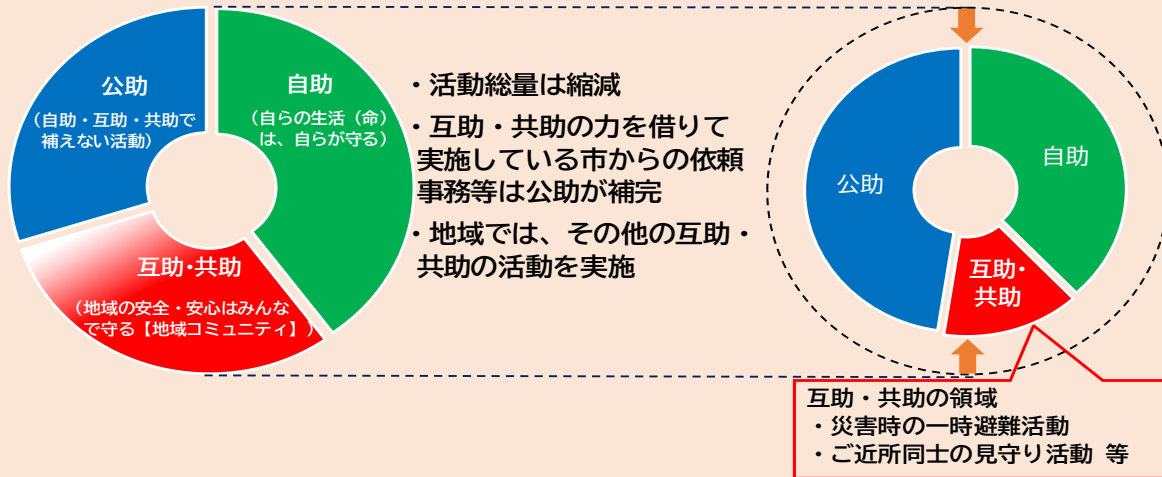 公助
(自助・互助・共助で
補えない活動)
自助
(自らの生活(命)
は、自らが守る)
互助・共助
(地域の安全・安心はみんな
で守る【地域コミュニティ】)
・活動総量は縮減
・互助・共助の力を借りて
実施している市からの依頼
事務等は公助が補完
・地域では、その他の互助・
共助の活動を実施
公助
自助
互助・
共助
互助・共助の領域
・災害時の一時避難活動
・ご近所同士の見守り活動 等